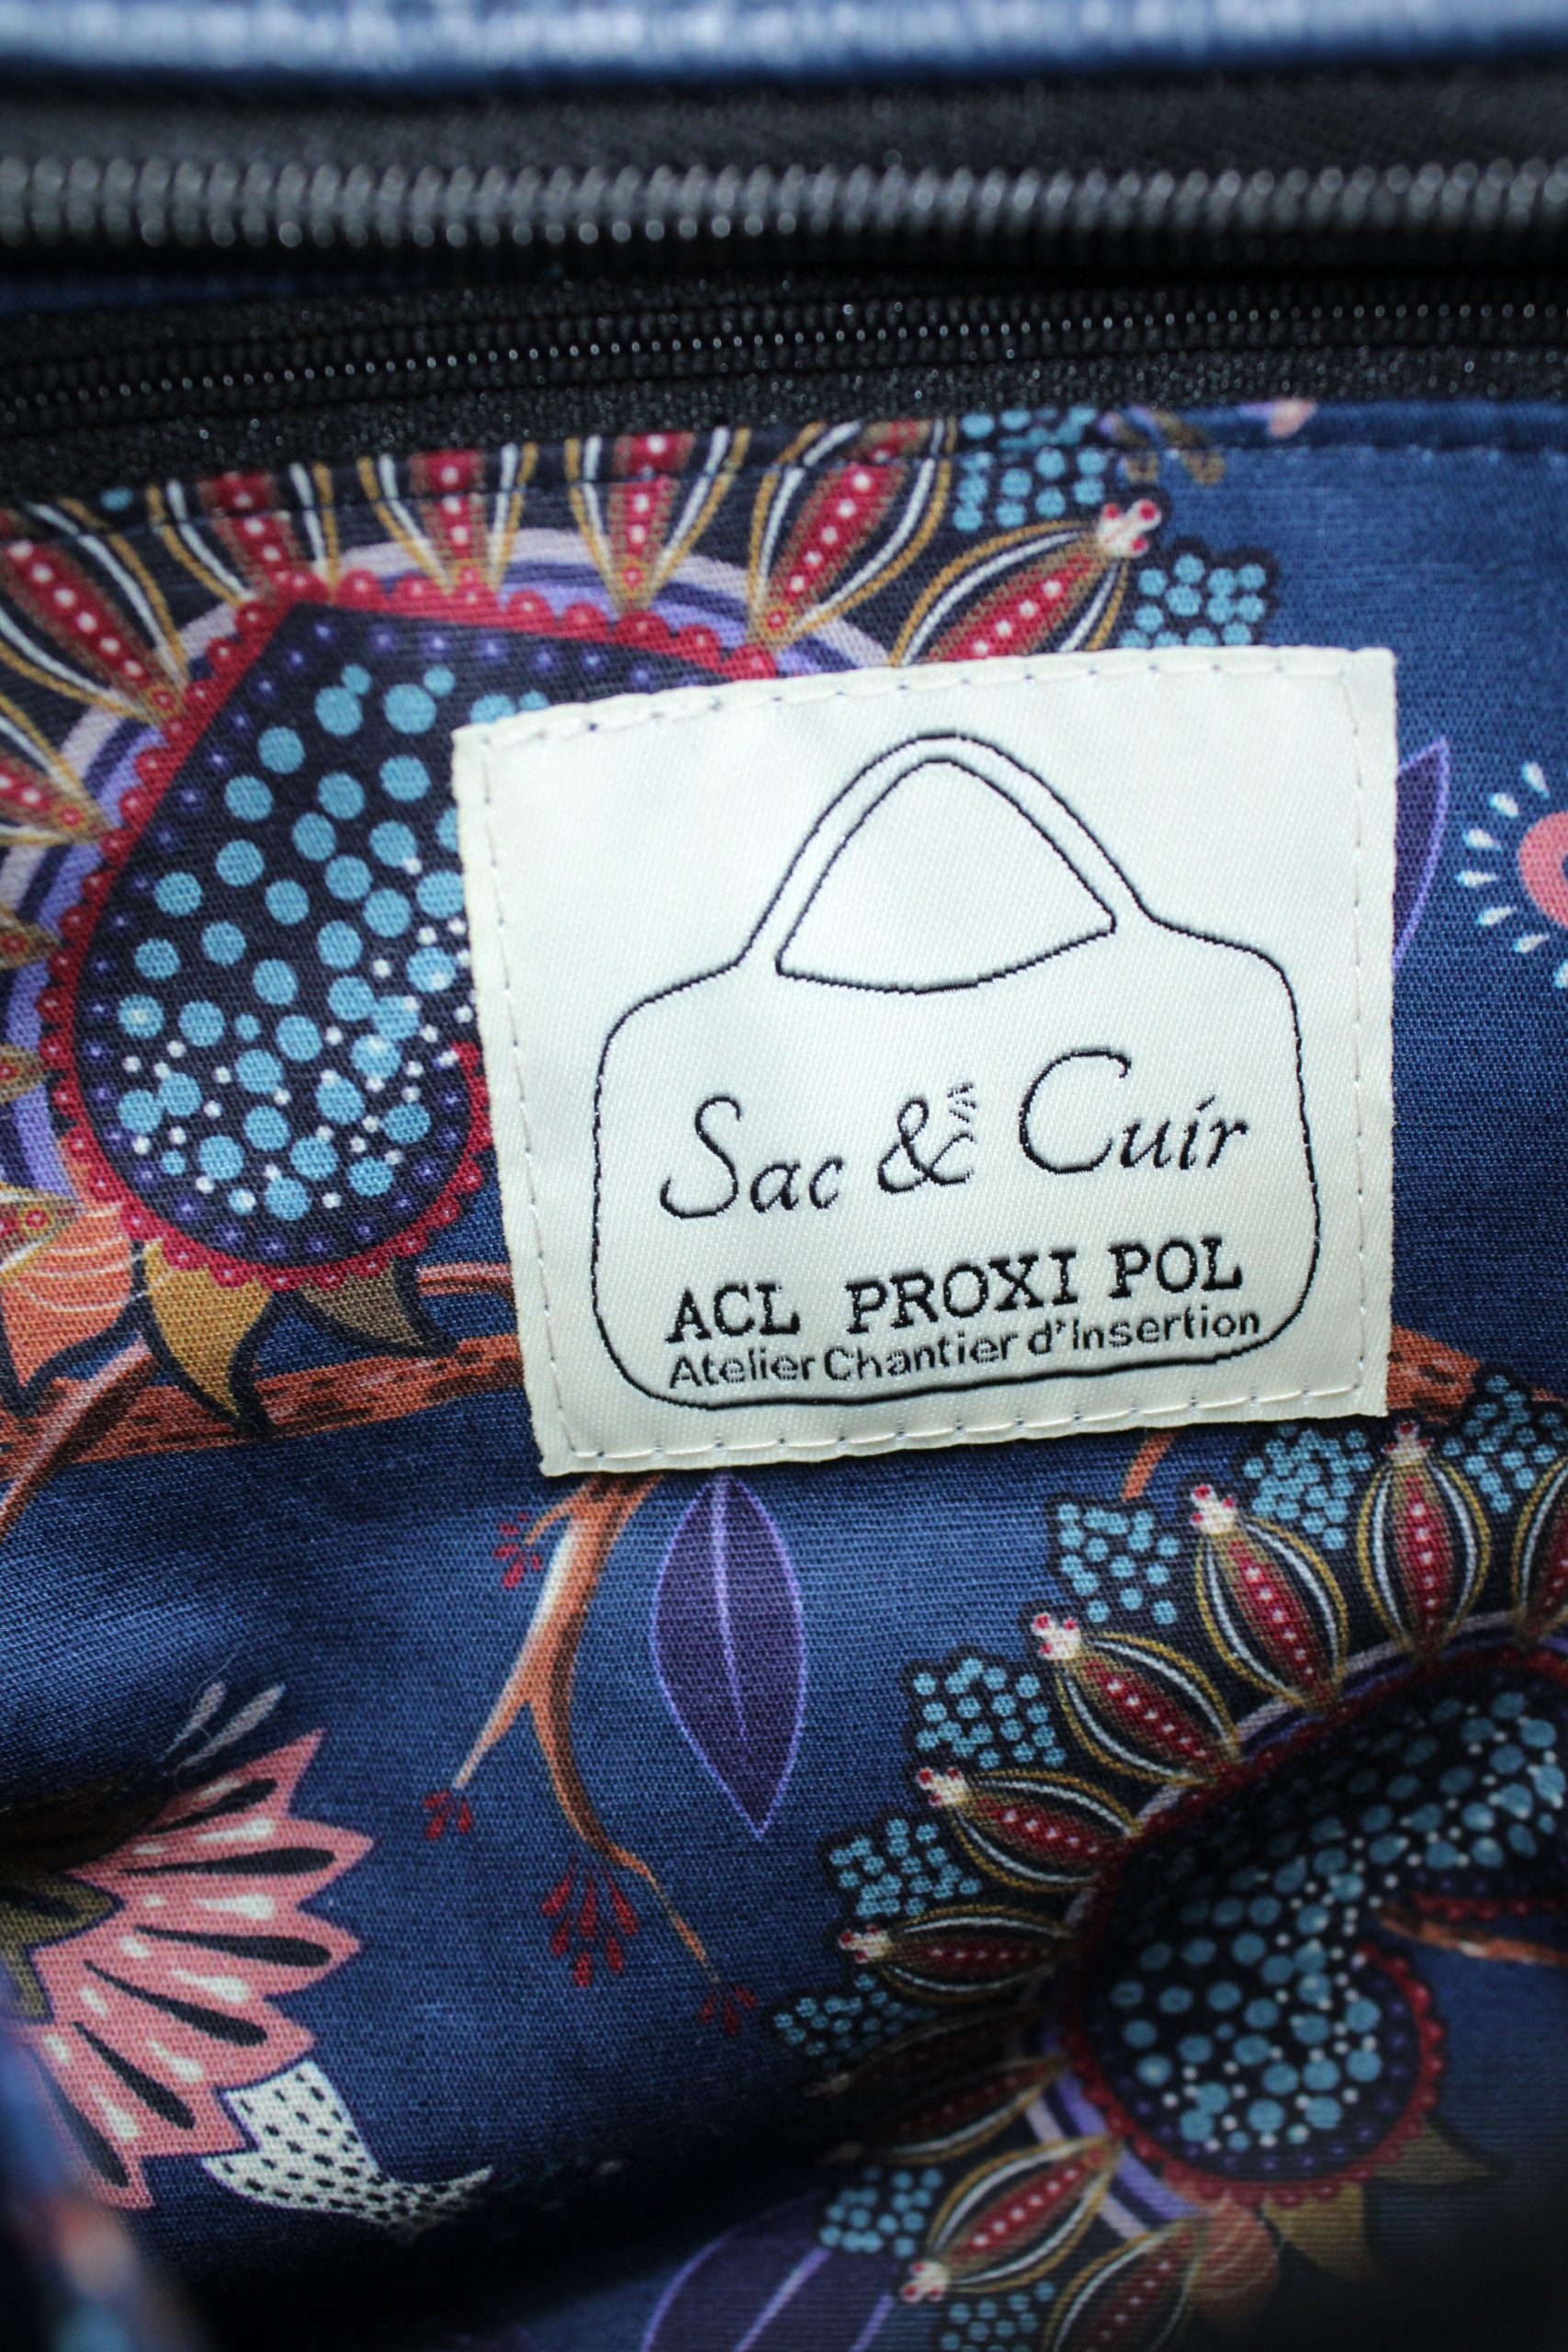 Sac & Cuir
ACL PROXI POL
Atelier Chantier d'Insertion